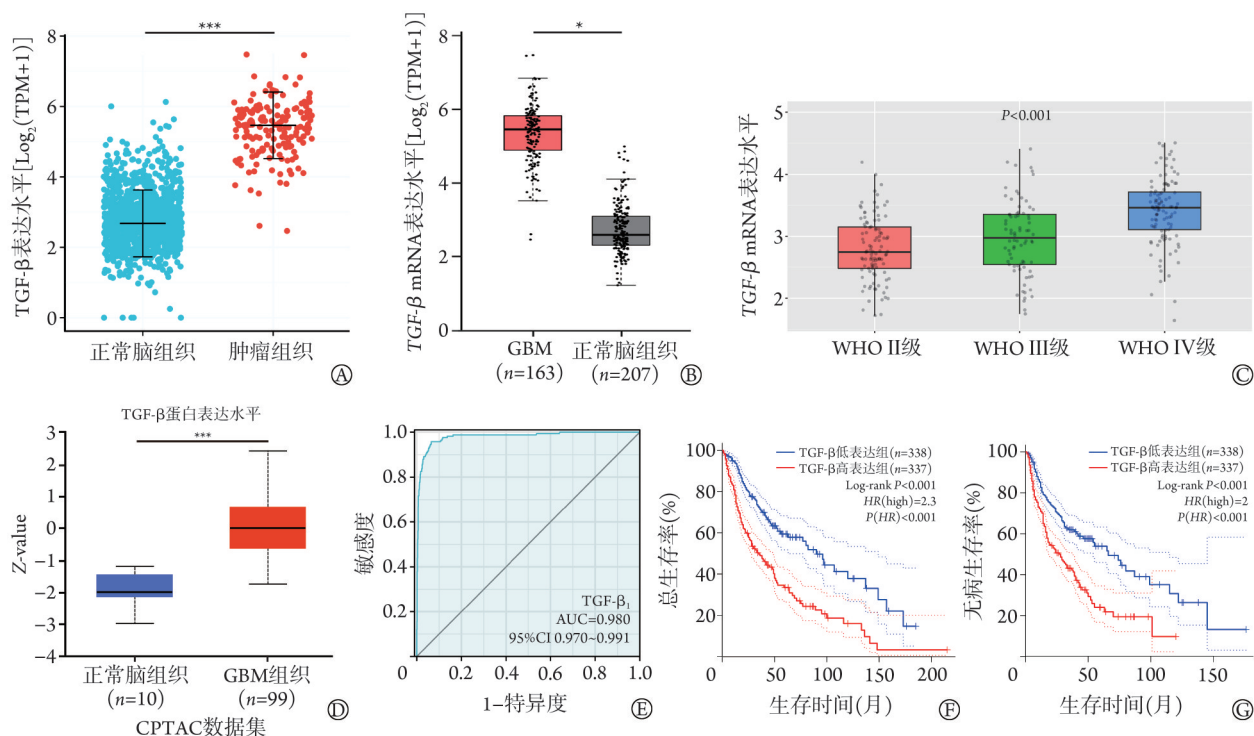 TGF-β表达水平[Log₂(TPM+1)]
8
6
4
2
0
***
正常脑组织
肿瘤组织
Ⓐ
TGF-β mRNA表达水平[Log₂(TPM+1)]
8
6
4
2
0
*
GBM
(n=163)
正常脑组织
(n=207)
Ⓑ
TGF-β mRNA表达水平
5
4
3
2
P<0.001
WHO II级
WHO III级
WHO IV级
Ⓒ
TGF-β蛋白表达水平
***
Z-value
3
2
1
0
−1
−2
−3
−4
正常脑组织
(n=10)
GBM组织
(n=99)
CPTAC数据集
Ⓓ
敏感度
1.0
0.8
0.6
0.4
0.2
TGF-β₁
AUC=0.980
95%CI 0.970~0.991
0 0.2 0.4 0.6 0.8 1.0
1−特异度
Ⓔ
总生存率(%)
100
80
60
40
20
TGF-β低表达组(n=338)
TGF-β高表达组(n=337)
Log-rank P<0.001
HR(high)=2.3
P(HR)<0.001
0 50 100 150 200
生存时间(月)
Ⓕ
无病生存率(%)
100
80
60
40
20
TGF-β低表达组(n=338)
TGF-β高表达组(n=337)
Log-rank P<0.001
HR(high)=2
P(HR)<0.001
0 50 100 150 175
生存时间(月)
Ⓖ